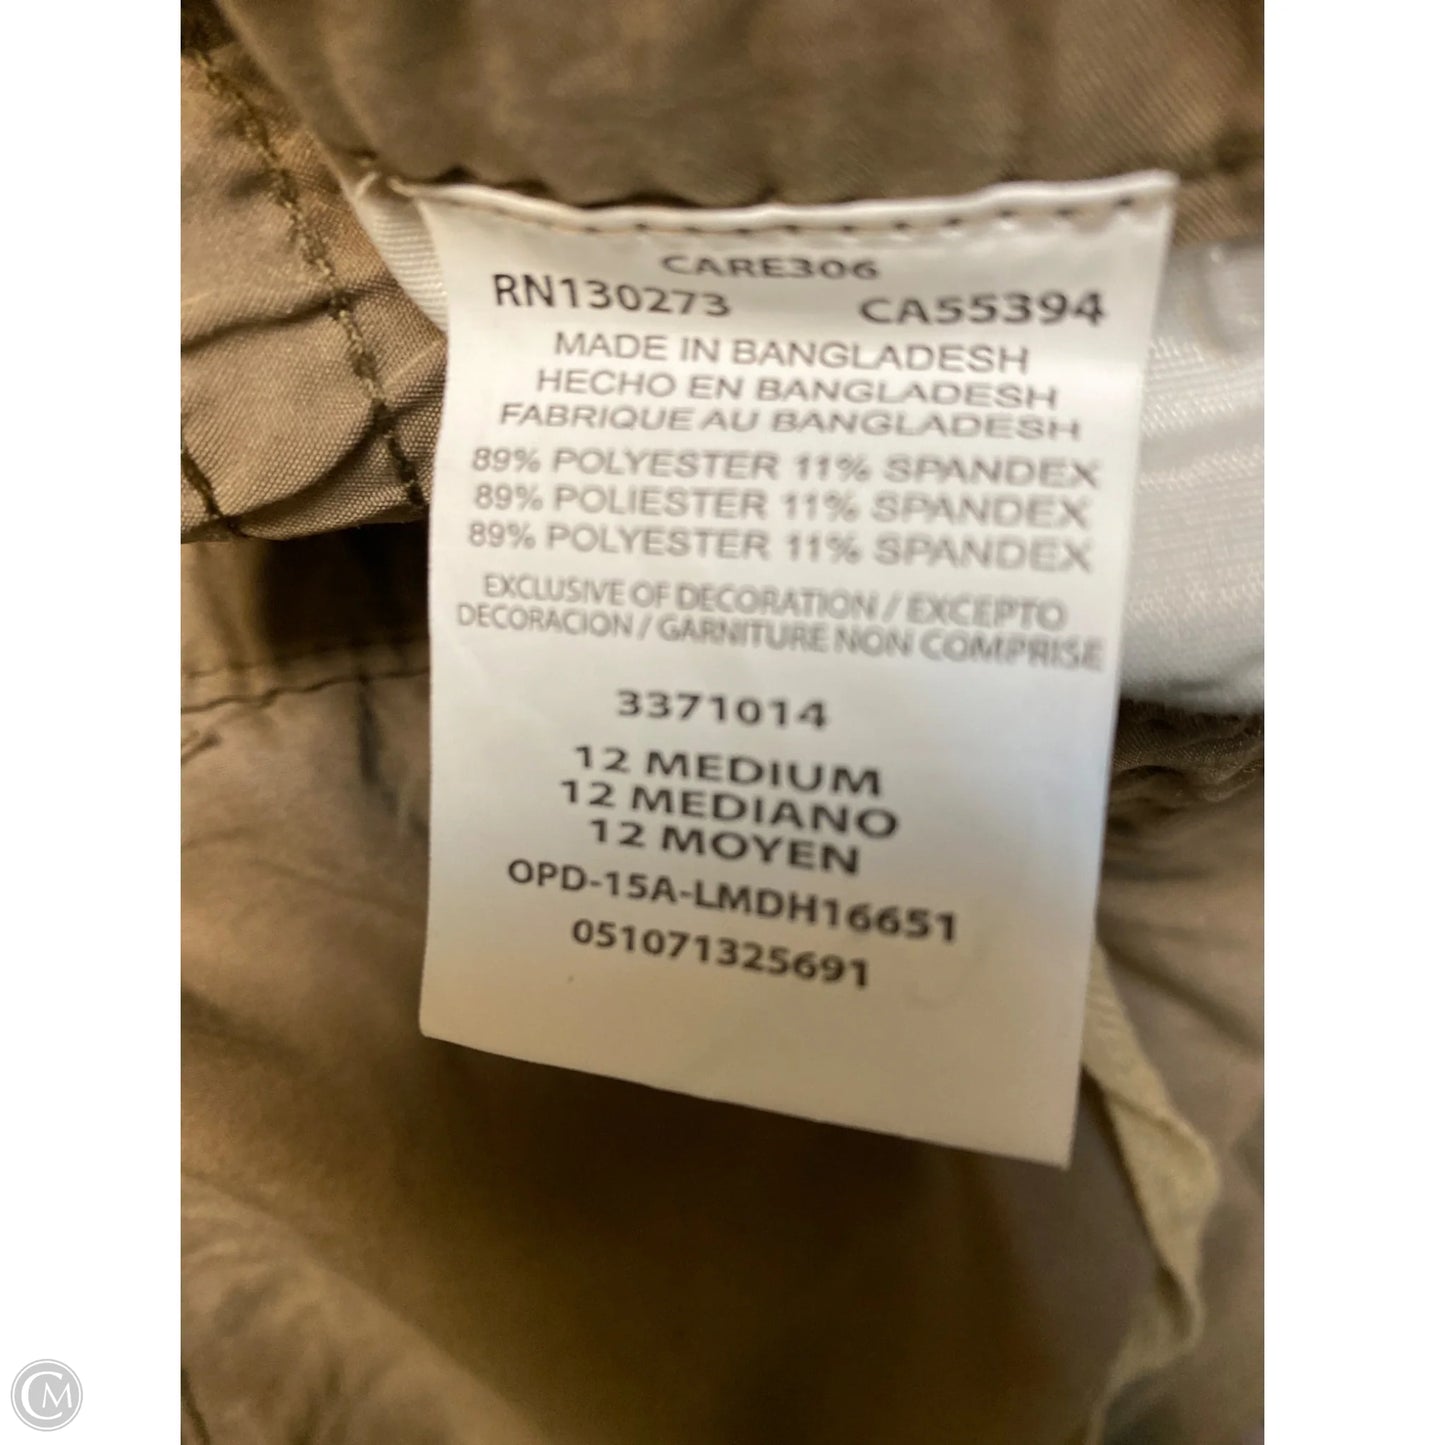 CARE306
RN130273 CA55394
MADE IN BANGLADESH
HECHO EN BANGLADESH
FABRIQUE AU BANGLADESH
89% POLYESTER 11% SPANDEX
89% POLIESTER 11% SPANDEX
89% POLYESTER 11% SPANDEX
EXCLUSIVE OF DECORATION / EXCEPTO
DECORACION / GARNITURE NON COMPRISE
3371014
12 MEDIUM
12 MEDIANO
12 MOYEN
OPD-15A-LMDH16651
051071325691
CM